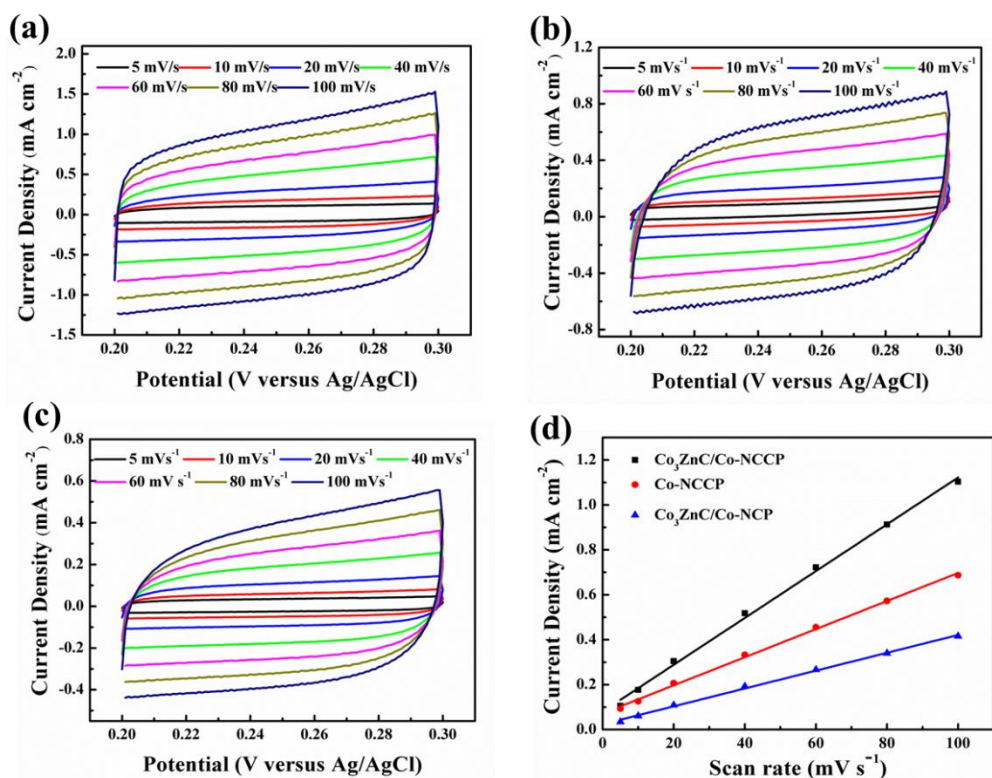 (a)
Current Density (mA cm-2)
2.0
1.5
1.0
0.5
0.0
-0.5
-1.0
-1.5
5 mV/s 10 mV/s 20 mV/s 40 mV/s
60 mV/s 80 mV/s 100 mV/s
0.20 0.22 0.24 0.26 0.28 0.30
Potential (V versus Ag/AgCl)
(b)
Current Density (mA cm-2)
1.2
0.8
0.4
0.0
-0.4
-0.8
5 mVs-1 10 mVs-1 20 mVs-1 40 mVs-1
60 mV s-1 80 mVs-1 100 mVs-1
0.20 0.22 0.24 0.26 0.28 0.30
Potential (V versus Ag/AgCl)
(c)
Current Density (mA cm-2)
0.8
0.6
0.4
0.2
0.0
-0.2
-0.4
5 mVs-1 10 mVs-1 20 mVs-1 40 mVs-1
60 mV s-1 80 mVs-1 100 mVs-1
0.20 0.22 0.24 0.26 0.28 0.30
Potential (V versus Ag/AgCl)
(d)
Current Density (mA cm-2)
1.2
1.0
0.8
0.6
0.4
0.2
0.0
Co3ZnC/Co-NCCP
Co-NCCP
Co3ZnC/Co-NCP
0 20 40 60 80 100
Scan rate (mV s-1)